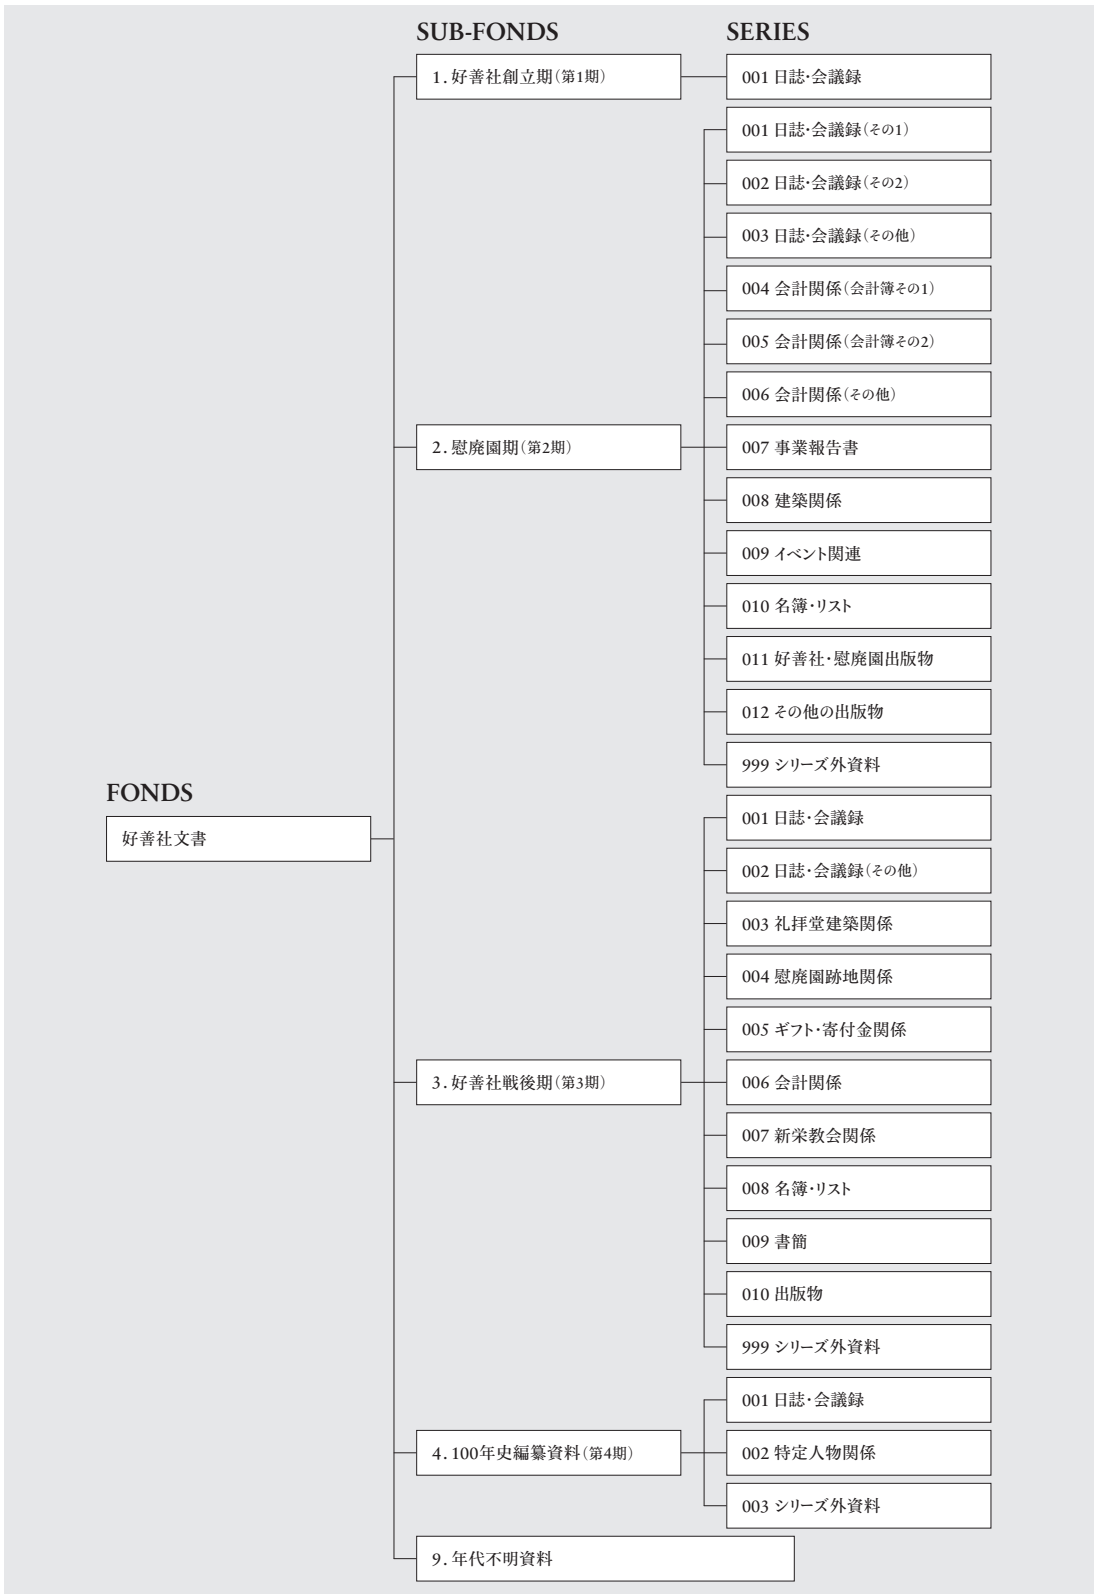 SUB-FONDS
SERIES
1.好善社創立期(第1期)
001 日誌・会議録
001 日誌・会議録(その1)
002 日誌・会議録(その2)
003 日誌・会議録(その他)
004 会計関係(会計簿その1)
005 会計関係(会計簿その2)
006 会計関係(その他)
2.慰廃園期(第2期)
007 事業報告書
008 建築関係
009 イベント関連
010 名簿・リスト
011 好善社・慰廃園出版物
012 その他の出版物
999 シリーズ外資料
FONDS
好善社文書
001 日誌・会議録
002 日誌・会議録(その他)
003 礼拝堂建築関係
004 慰廃園跡地関係
005 ギフト・寄付金関係
3.好善社戦後期(第3期)
006 会計関係
007 新栄教会関係
008 名簿・リスト
009 書簡
010 出版物
999 シリーズ外資料
001 日誌・会議録
4.100年史編纂資料(第4期)
002 特定人物関係
003 シリーズ外資料
9.年代不明資料